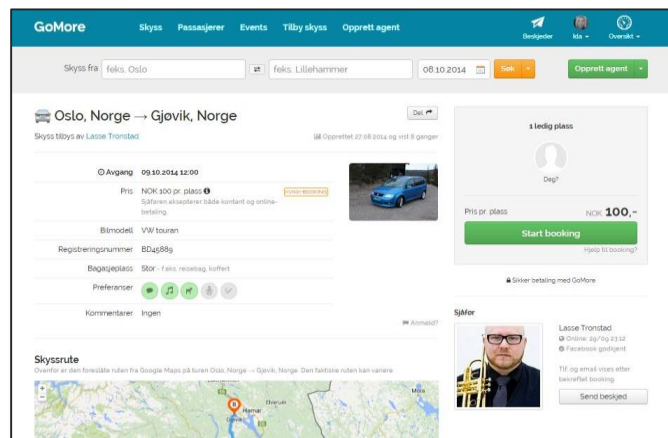 GoMore
Skyss Passasjerer Events Tilby skyss Opprett agent
Beskjeder Ida Oversikt
Skyss fra feks. Oslo feks. Lillehammer 08.10.2014 Søk Opprett agent
Oslo, Norge → Gjøvik, Norge
Del
Skyss tilbys av Lasse Tronstad
Opprettet 27.08.2014 og vist 8 ganger
Avgang 09.10.2014 12:00
Pris NOK 100 pr. plass
Sjåføren aksepterer både kontant og online-
betaling.
Bilmodell VW touran
Registreringsnummer BD45889
Bagasjeplass Stor - f.eks. reisebag, koffert
Preferanser
Kommentarer Ingen
Anmeld?
Skyssrute
Ovenfor er den foreslåtte ruten fra Google Maps på turen Oslo, Norge → Gjøvik, Norge. Den faktiske ruten kan variere
B
Hamar
Elverum
Gjøvik
1 ledig plass
Deg?
Pris pr. plass NOK 100,-
Start booking
Hjelp til booking?
Sikker betaling med GoMore
Sjåfør
Lasse Tronstad
Online: 29/09 23:12
Facebook godkjent
Tlf. og email vises etter
bekreftet booking.
Send beskjed